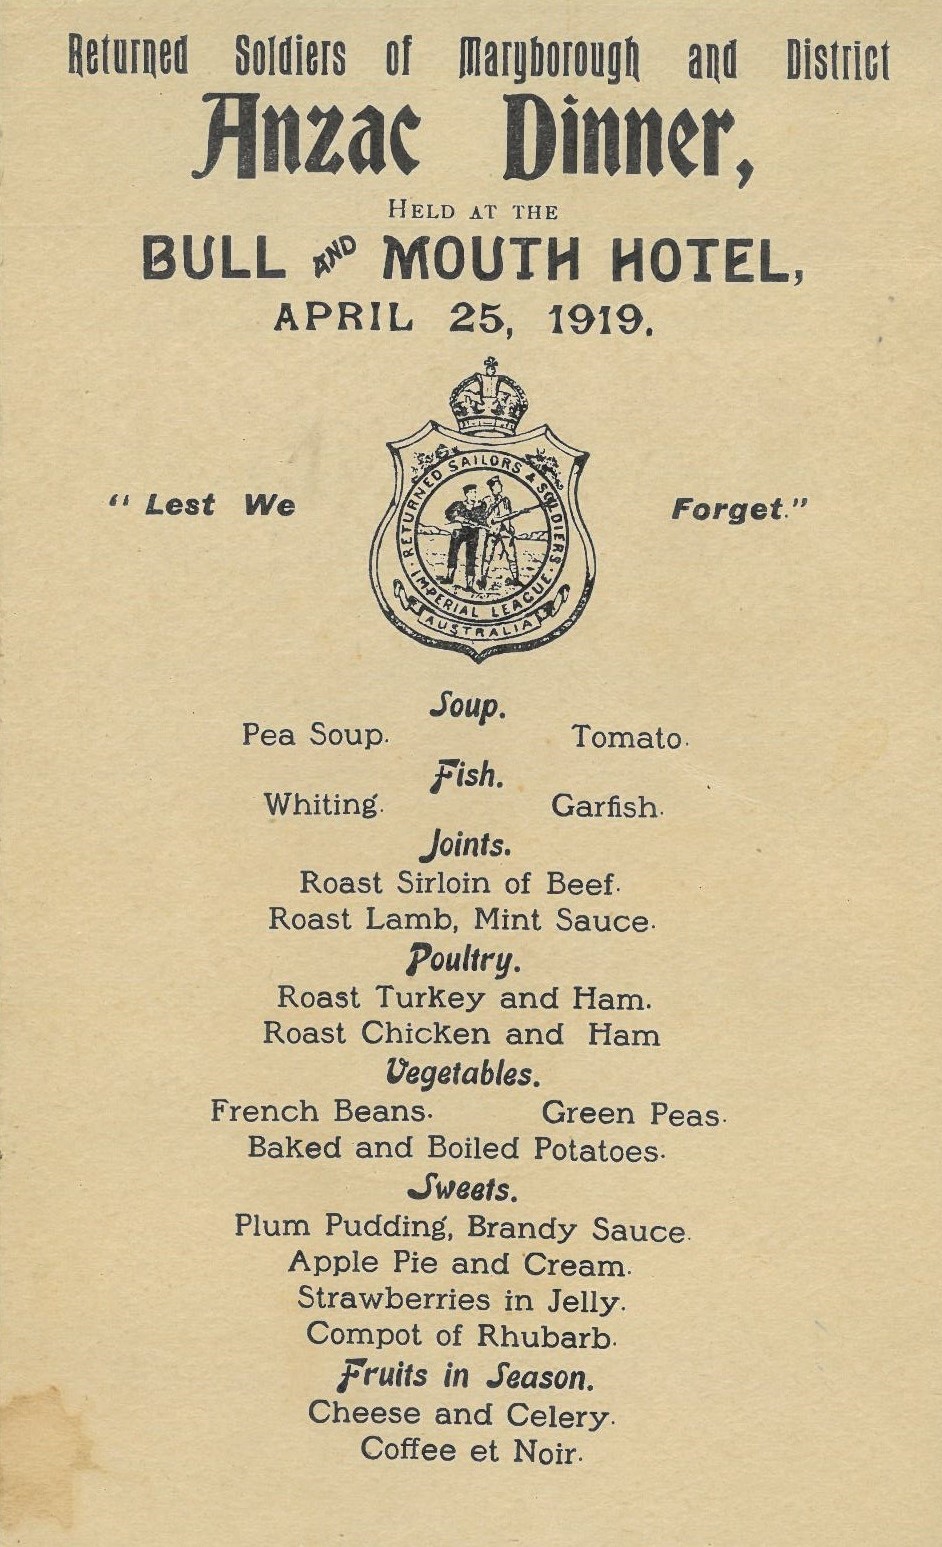 Returned Soldiers of Maryborough and District
Anzac Dinner,
HELD AT THE
BULL AND MOUTH HOTEL,
APRIL 25, 1919.
"Lest We Forget."
RETURNED SAILORS & SOLDIERS
IMPERIAL LEAGUE
AUSTRALIA
Soup.
Pea Soup. Tomato.
Fish.
Whiting. Garfish.
Joints.
Roast Sirloin of Beef.
Roast Lamb, Mint Sauce.
Poultry.
Roast Turkey and Ham.
Roast Chicken and Ham
Vegetables.
French Beans. Green Peas.
Baked and Boiled Potatoes.
Sweets.
Plum Pudding, Brandy Sauce.
Apple Pie and Cream.
Strawberries in Jelly.
Compot of Rhubarb.
Fruits in Season.
Cheese and Celery.
Coffee et Noir.